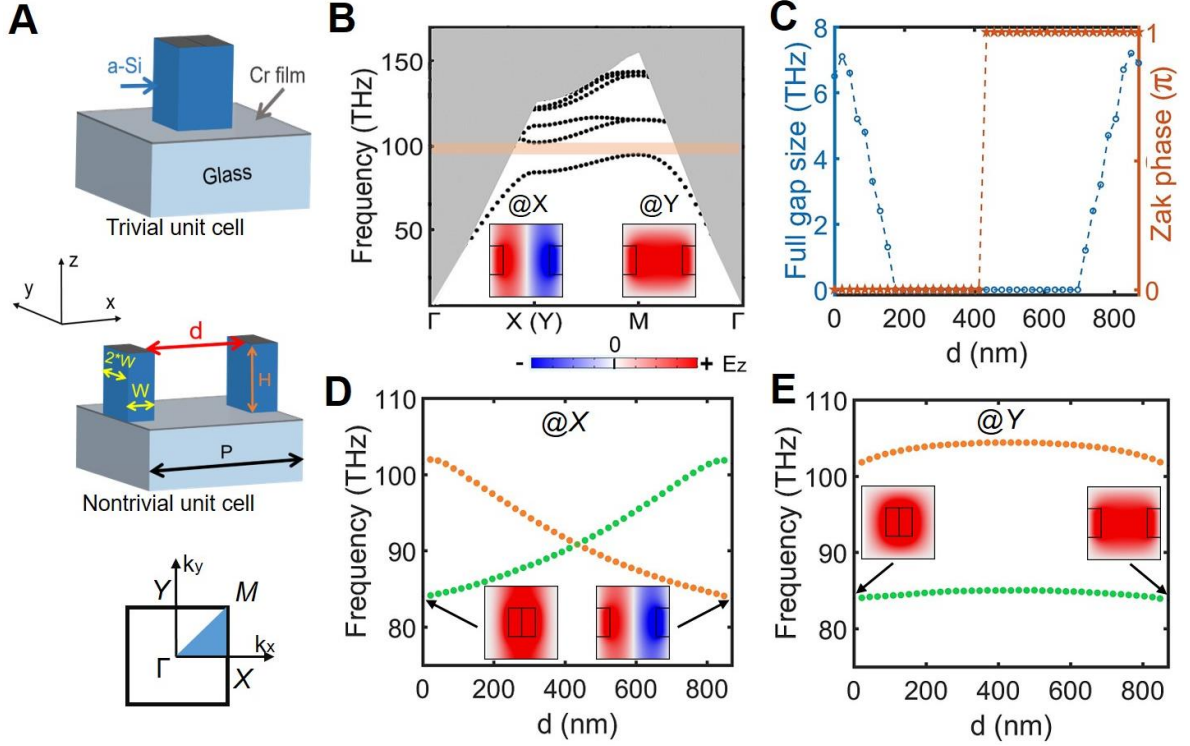 A
a-Si
Cr film
Glass
Trivial unit cell
z
y
x
d
2*W
W
H
P
Nontrivial unit cell
ky
Y
M
Γ
kx
X
B
Frequency (THz)
150
100
50
@X
@Y
Γ
X (Y)
M
Γ
0
-
+ Ez
C
Full gap size (THz)
8
6
4
2
0
Zak phase (π)
1
0
0
200
400
600
800
d (nm)
D
Frequency (THz)
110
100
90
80
@X
0
200
400
600
800
d (nm)
E
Frequency (THz)
110
100
90
80
@Y
0
200
400
600
800
d (nm)